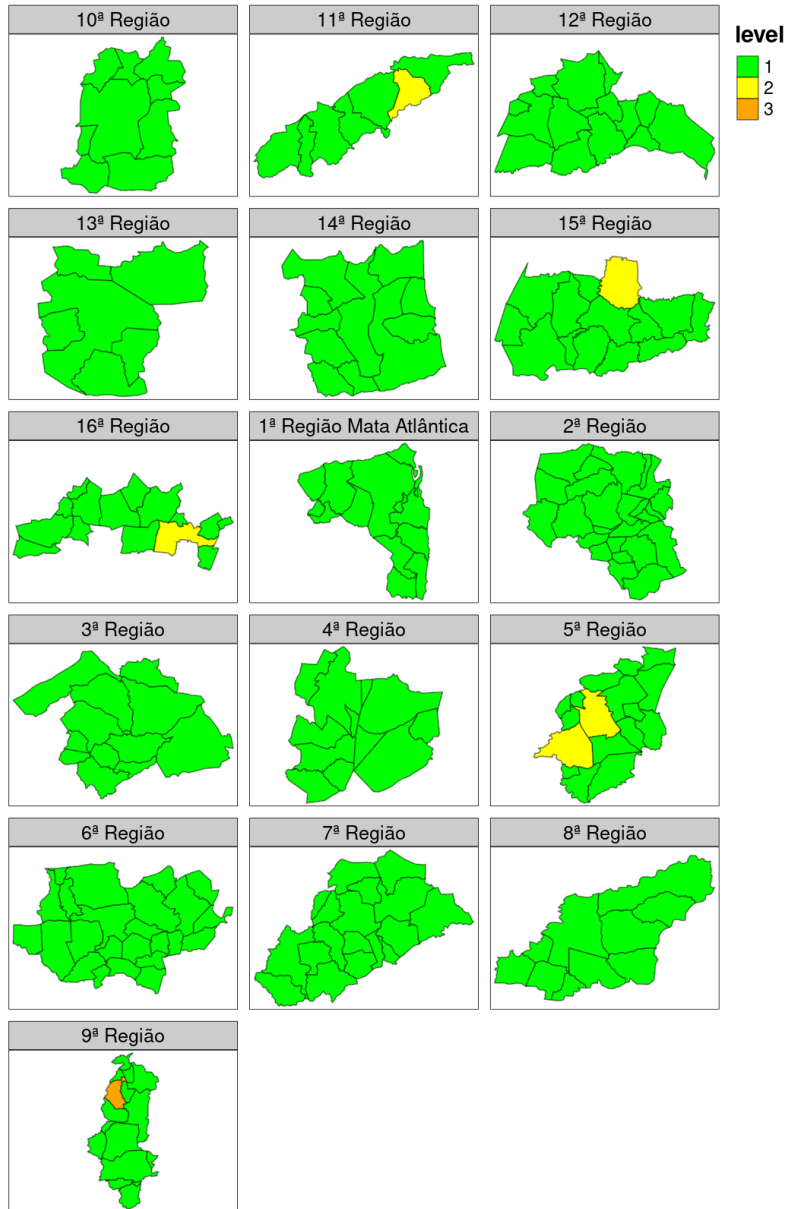 10ª Região
11ª Região
12ª Região
level
1
2
3
13ª Região
14ª Região
15ª Região
16ª Região
1ª Região Mata Atlântica
2ª Região
3ª Região
4ª Região
5ª Região
6ª Região
7ª Região
8ª Região
9ª Região